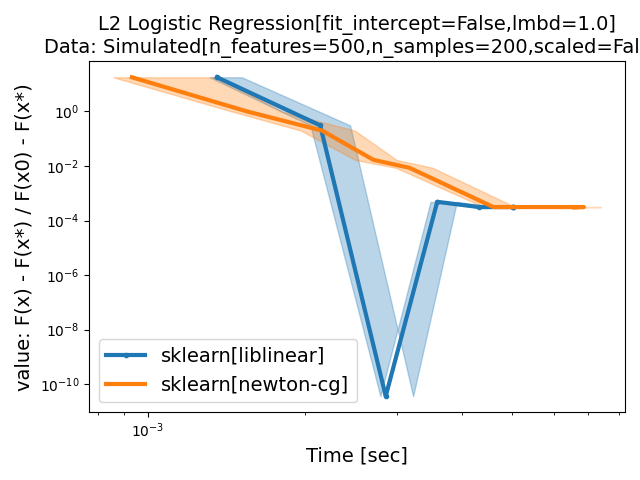 L2 Logistic Regression[fit_intercept=False,lmbd=1.0]
Data: Simulated[n_features=500,n_samples=200,scaled=Fal
value: F(x) - F(x*) / F(x0) - F(x*)
10⁰
10⁻²
10⁻⁴
10⁻⁶
10⁻⁸
10⁻¹⁰
sklearn[liblinear]
sklearn[newton-cg]
10⁻³
Time [sec]